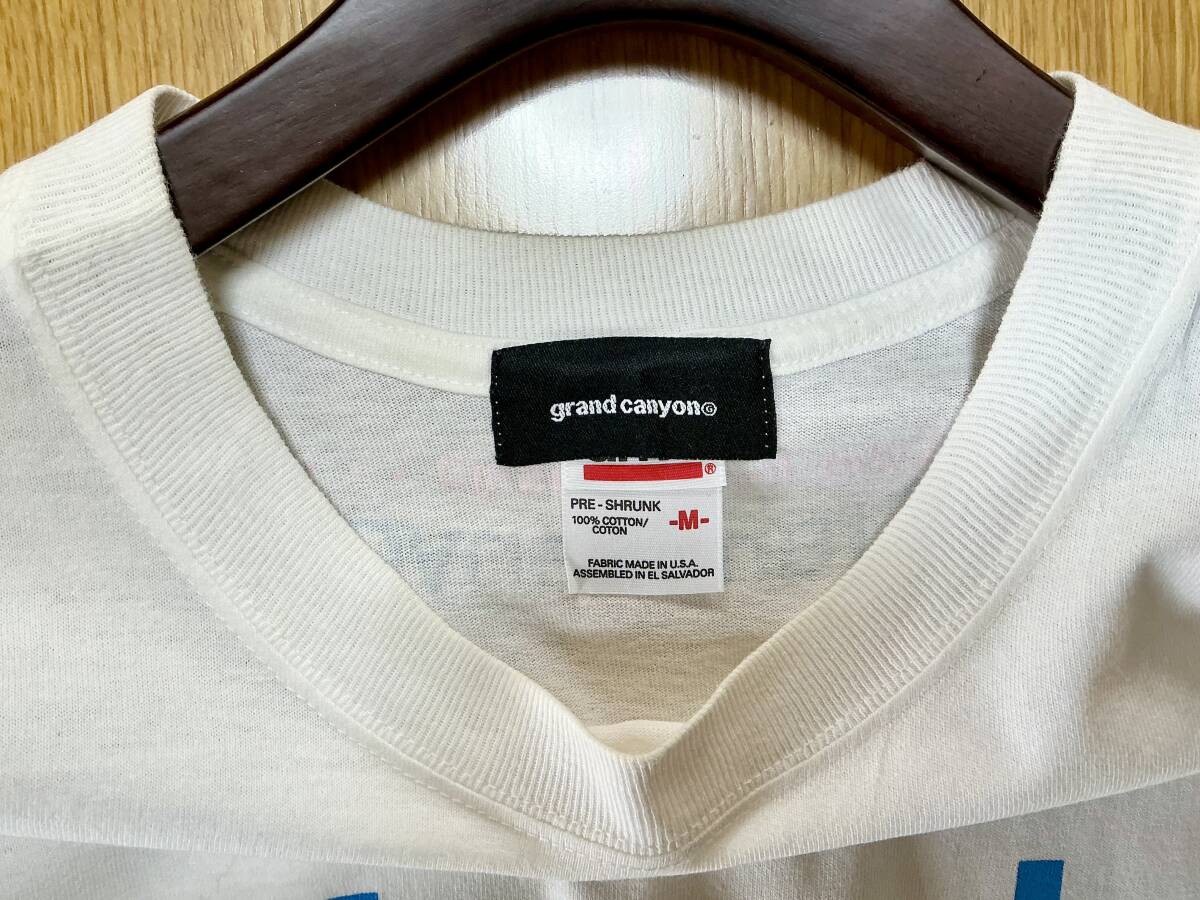 grand canyon G
®
PRE-SHRUNK
100% COTTON/
COTON
-M-
FABRIC MADE IN U.S.A.
ASSEMBLED IN EL SALVADOR